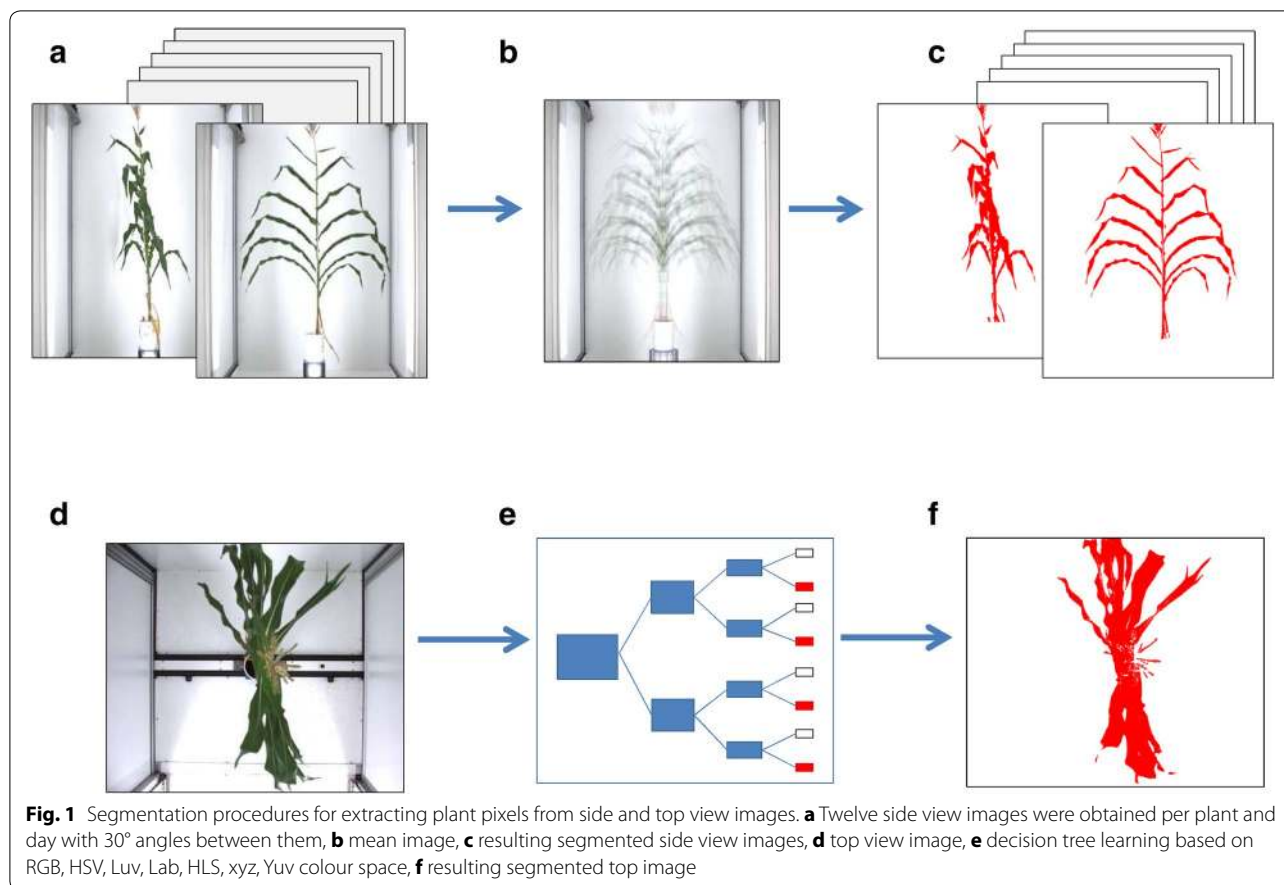 a
b
c
d
e
f
Fig. 1 Segmentation procedures for extracting plant pixels from side and top view images. a Twelve side view images were obtained per plant and
day with 30° angles between them, b mean image, c resulting segmented side view images, d top view image, e decision tree learning based on
RGB, HSV, Luv, Lab, HLS, xyz, Yuv colour space, f resulting segmented top image